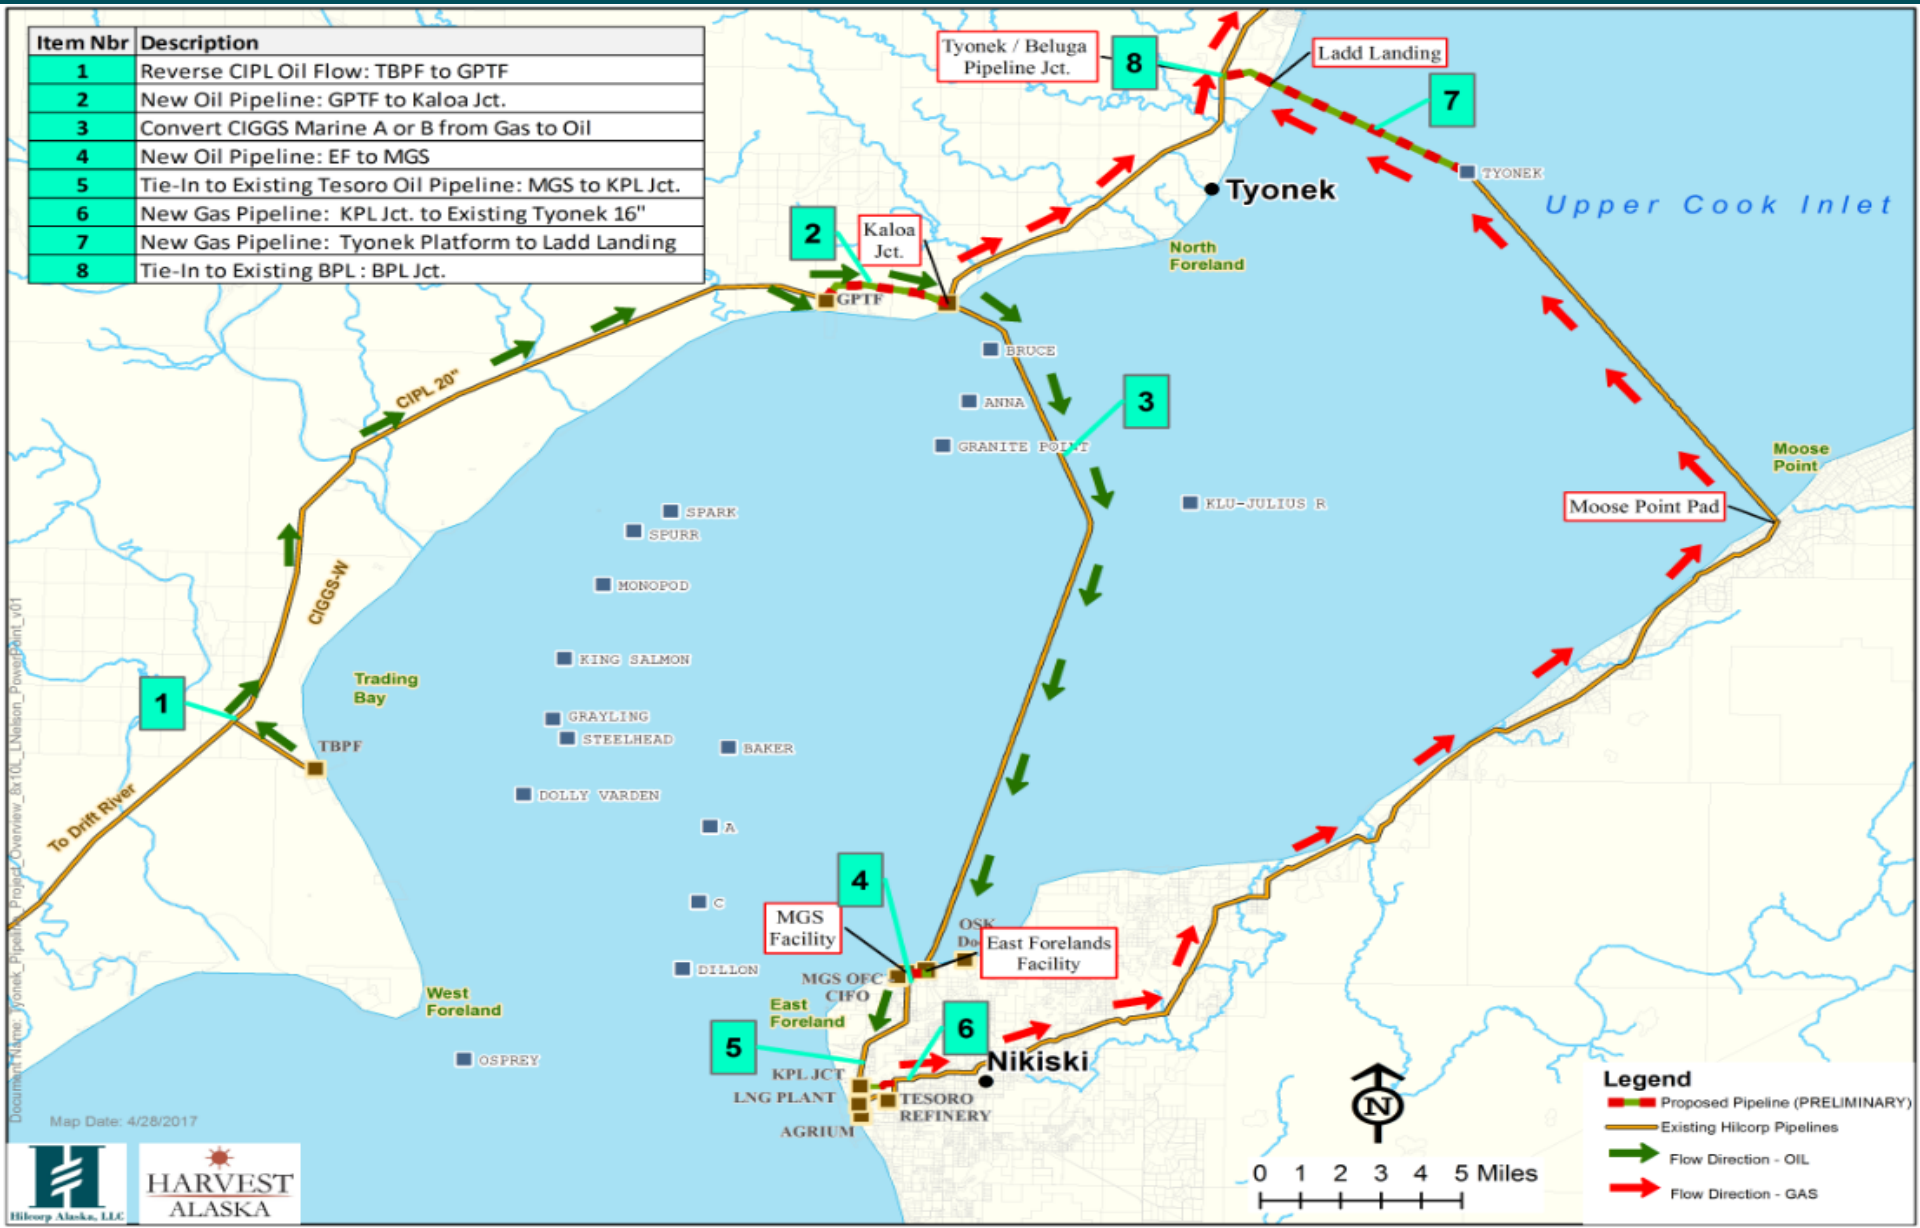 Item Nbr Description
1 Reverse CIPL Oil Flow: TBPF to GPTF
2 New Oil Pipeline: GPTF to Kaloa Jct.
3 Convert CIGGS Marine A or B from Gas to Oil
4 New Oil Pipeline: EF to MGS
5 Tie-In to Existing Tesoro Oil Pipeline: MGS to KPL Jct.
6 New Gas Pipeline: KPL Jct. to Existing Tyonek 16"
7 New Gas Pipeline: Tyonek Platform to Ladd Landing
8 Tie-In to Existing BPL : BPL Jct.
Tyonek / Beluga
Pipeline Jct.
8
Ladd Landing
7
TYONEK
Tyonek
Upper Cook Inlet
2
Kaloa
Jct.
North
Foreland
GPTF
BRUCE
ANNA
3
GRANITE POINT
CIPL 20"
Moose
Point
KLU-JULIUS R
Moose Point Pad
SPARK
SPURR
MONOPOD
CIGGS-W
KING SALMON
Trading
Bay
1
GRAYLING
STEELHEAD
BAKER
TBPF
DOLLY VARDEN
To Drift River
A
4
C
MGS
Facility
OSK
Do
East Forelands
Facility
DILLON
MGS OFC
CIFO
West
Foreland
East
Foreland
6
5
OSPREY
Nikiski
KPL JCT
LNG PLANT
TESORO
REFINERY
AGRIUM
Document Name: Tyonek_Pipeline_Project_Overview_8x10L_LNelson_PowerPoint_v01
Map Date: 4/28/2017
H
Hilcorp Alaska, LLC
HARVEST
ALASKA
N
0 1 2 3 4 5 Miles
Legend
Proposed Pipeline (PRELIMINARY)
Existing Hilcorp Pipelines
Flow Direction - OIL
Flow Direction - GAS